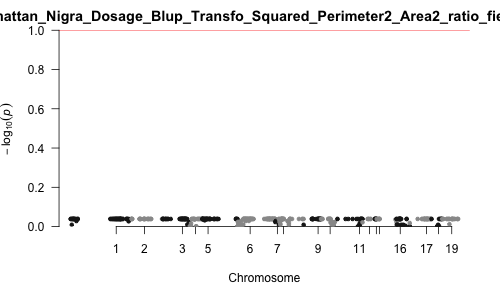 nattan_Nigra_Dosage_Blup_Transfo_Squared_Perimeter2_Area2_ratio_fie
1.0
0.8
0.6
0.4
0.2
0.0
− log10(p)
1 2 3 5 6 7 9 11 16 17 19
Chromosome